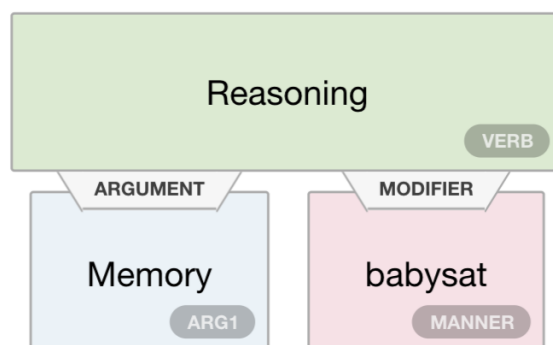 Reasoning
VERB
ARGUMENT
MODIFIER
Memory
babysat
ARG1
MANNER